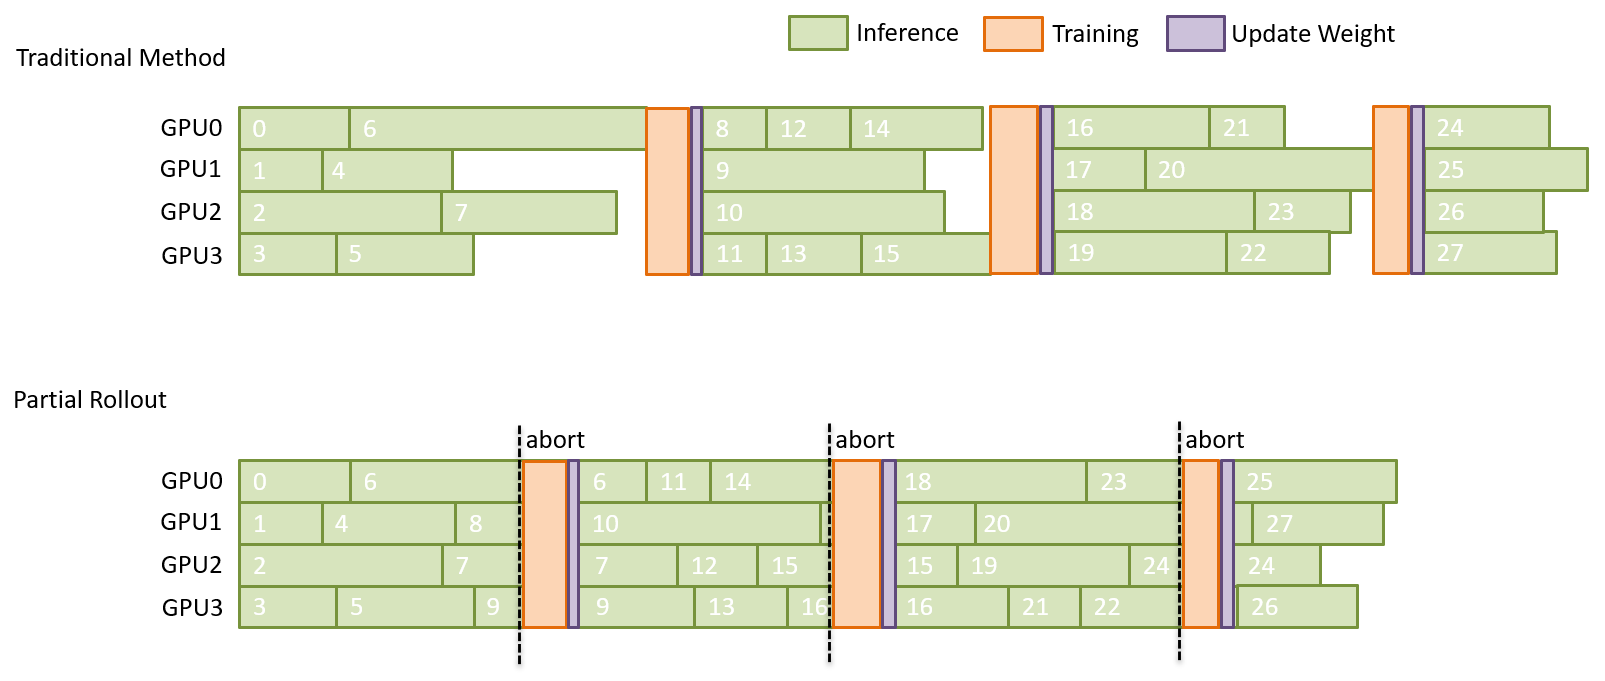 Inference Training Update Weight
Traditional Method
GPU0 0 6 8 12 14 16 21 24
GPU1 1 4 9 17 20 25
GPU2 2 7 10 18 23 26
GPU3 3 5 11 13 15 19 22 27
Partial Rollout
abort abort abort
GPU0 0 6 6 11 14 18 23 25
GPU1 1 4 8 10 17 20 27
GPU2 2 7 7 12 15 15 19 24 24
GPU3 3 5 9 9 13 16 16 21 22 26